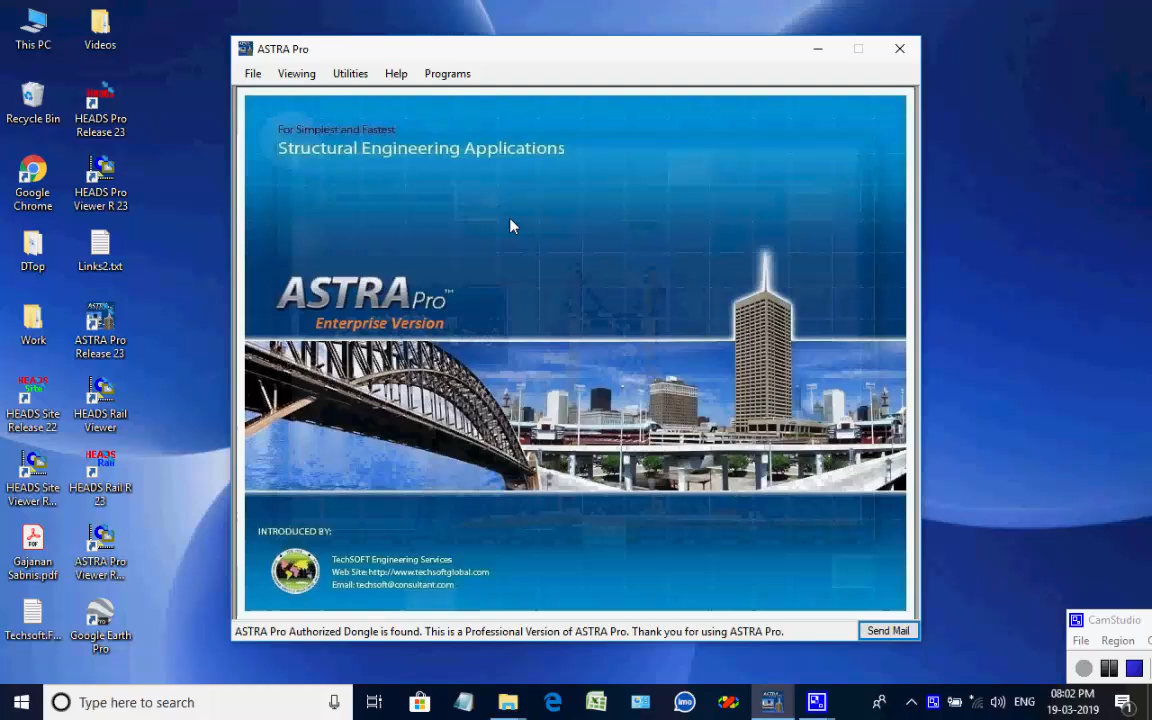 This PC
Videos
Recycle Bin
HEADS Pro
Release 23
Google
Chrome
HEADS Pro
Viewer R 23
DTop
Links2.txt
Work
ASTRA Pro
Release 23
HEADS Site
Release 22
HEADS Rail
Viewer
HEADS Site
Viewer R...
HEADS Rail R
23
Gajanan
Sabnis.pdf
ASTRA Pro
Viewer R...
Techsoft.F...
Google Earth
Pro
ASTRA Pro
File Viewing Utilities Help Programs
For Simplest and Fastest
Structural Engineering Applications
ASTRA Pro™
Enterprise Version
INTRODUCED BY:
TechSOFT Engineering Services
Web Site: http://www.techsoftglobal.com
Email: techsoft@consultant.com
ASTRA Pro Authorized Dongle is found. This is a Professional Version of ASTRA Pro. Thank you for using ASTRA Pro.
Send Mail
CamStudio
File Region
Type here to search
imo
ENG
08:02 PM
19-03-2019
1